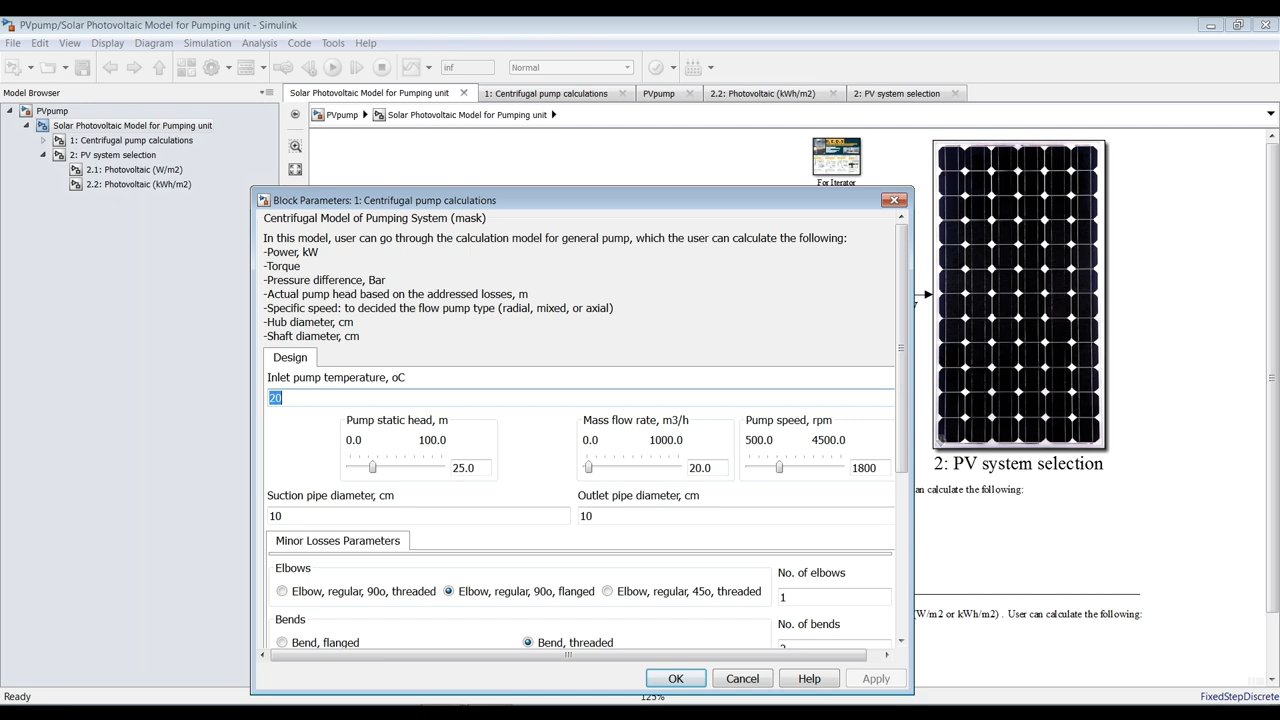 PVpump/Solar Photovoltaic Model for Pumping unit - Simulink
File Edit View Display Diagram Simulation Analysis Code Tools Help
inf
Normal
Model Browser
Solar Photovoltaic Model for Pumping unit
1: Centrifugal pump calculations
PVpump
2.2: Photovoltaic (kWh/m2)
2: PV system selection
PVpump
Solar Photovoltaic Model for Pumping unit
PVpump
Solar Photovoltaic Model for Pumping unit
1: Centrifugal pump calculations
2: PV system selection
2.1: Photovoltaic (W/m2)
2.2: Photovoltaic (kWh/m2)
For Iterator
Block Parameters: 1: Centrifugal pump calculations
Centrifugal Model of Pumping System (mask)
In this model, user can go through the calculation model for general pump, which the user can calculate the following:
-Power, kW
-Torque
-Pressure difference, Bar
-Actual pump head based on the addressed losses, m
-Specific speed: to decided the flow pump type (radial, mixed, or axial)
-Hub diameter, cm
-Shaft diameter, cm
Design
Inlet pump temperature, oC
20
Pump static head, m
0.0 100.0
25.0
Mass flow rate, m3/h
0.0 1000.0
20.0
Pump speed, rpm
500.0 4500.0
1800
Suction pipe diameter, cm
10
Outlet pipe diameter, cm
10
Minor Losses Parameters
Elbows
Elbow, regular, 90o, threaded
Elbow, regular, 90o, flanged
Elbow, regular, 45o, threaded
No. of elbows
1
Bends
Bend, flanged
Bend, threaded
No. of bends
OK Cancel Help Apply
2: PV system selection
an calculate the following:
(W/m2 or kWh/m2) . User can calculate the following:
Ready
125%
FixedStepDiscrete